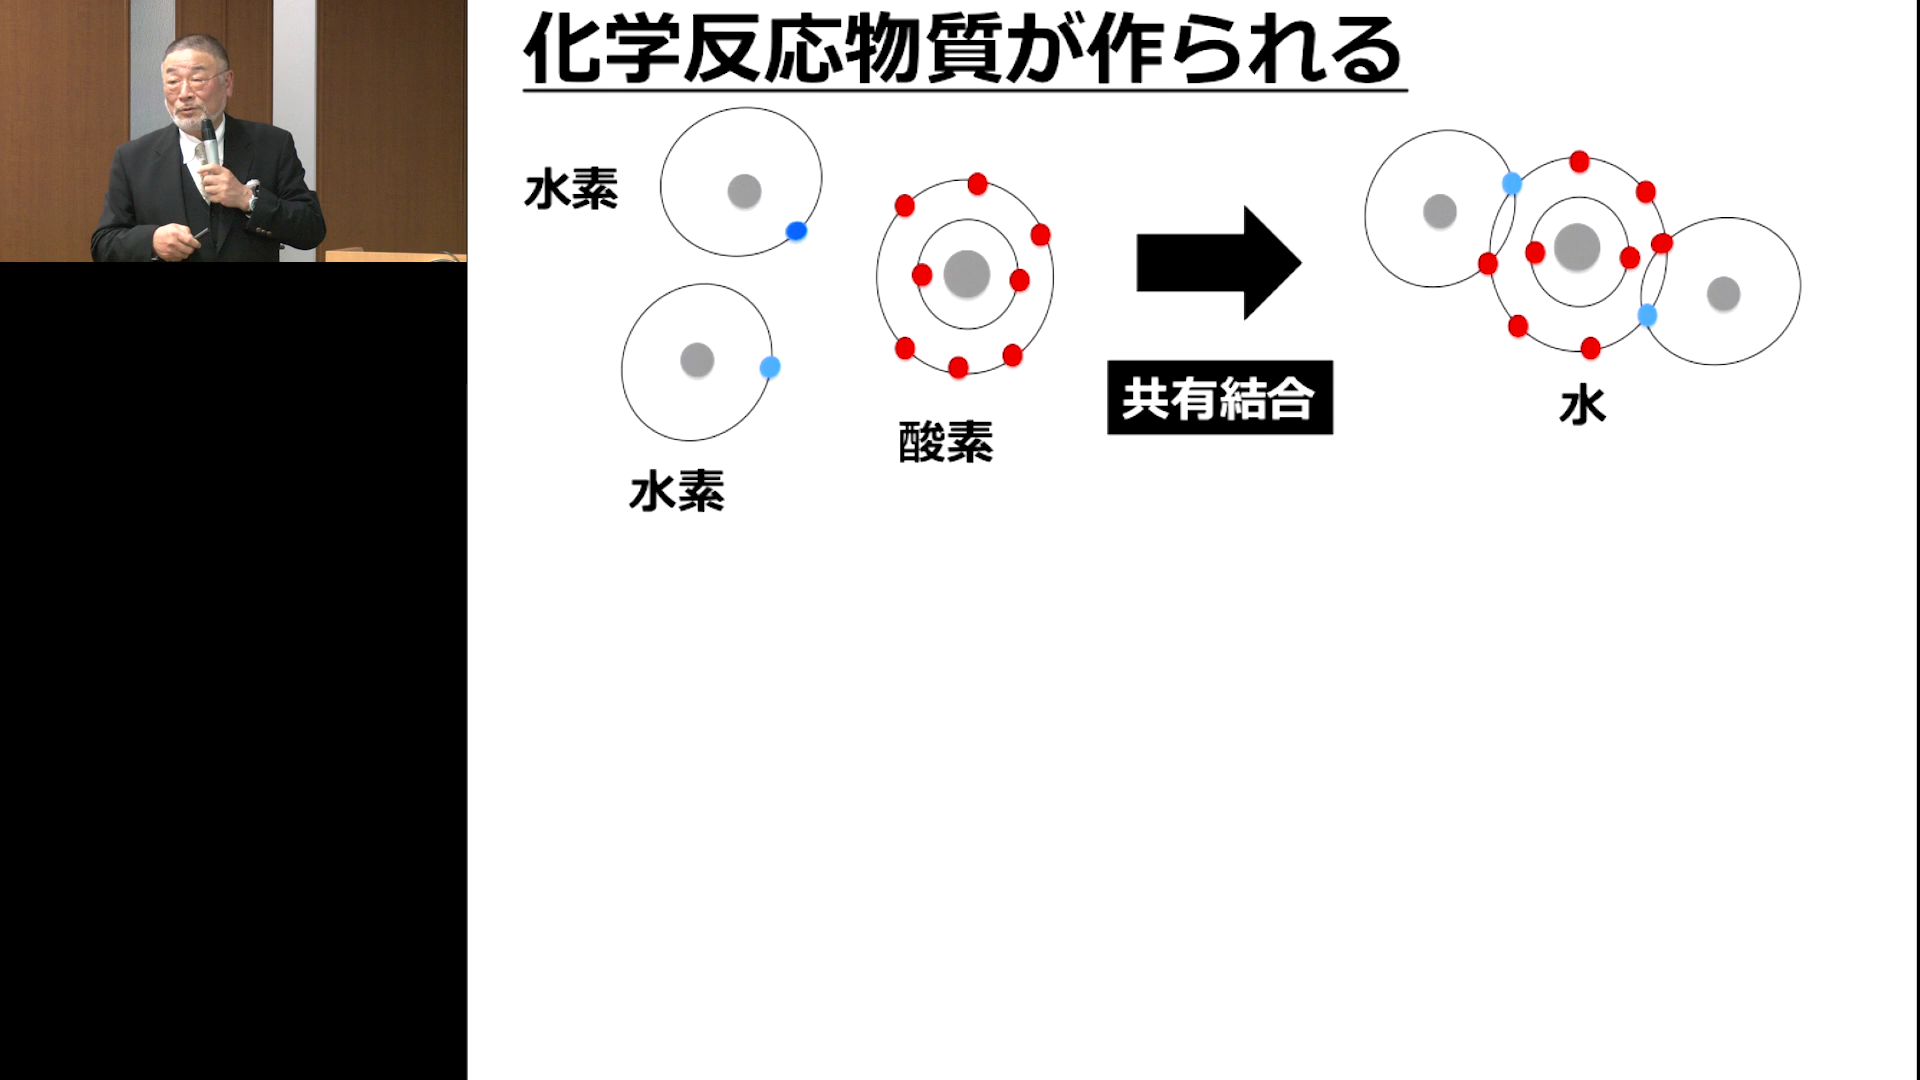 化学反応物質が作られる
水素
酸素
水素
共有結合
水